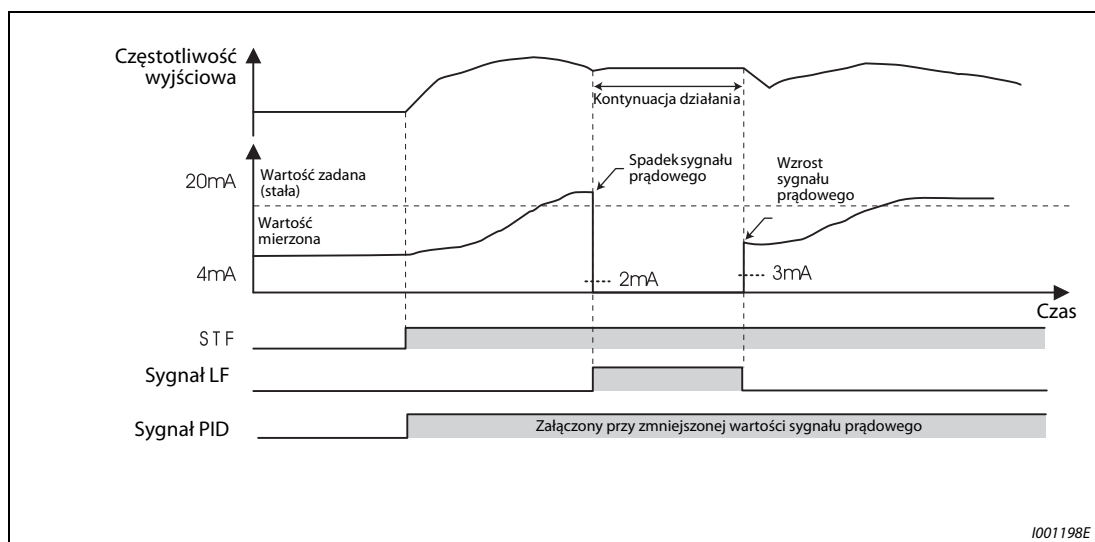 Częstotliwość
wyjściowa
Kontynuacja działania
20mA
Wartość zadana
(stała)
Spadek sygnału
prądowego
Wzrost
sygnału
prądowego
Wartość
mierzona
4mA
2mA
3mA
Czas
STF
Sygnał LF
Sygnał PID
Załączony przy zmniejszonej wartości sygnału prądowego
I001198E